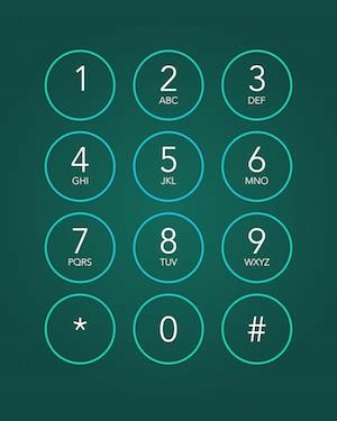 1 2 3
ABC DEF
4 5 6
GHI JKL MNO
7 8 9
PQRS TUV WXYZ
* 0 #